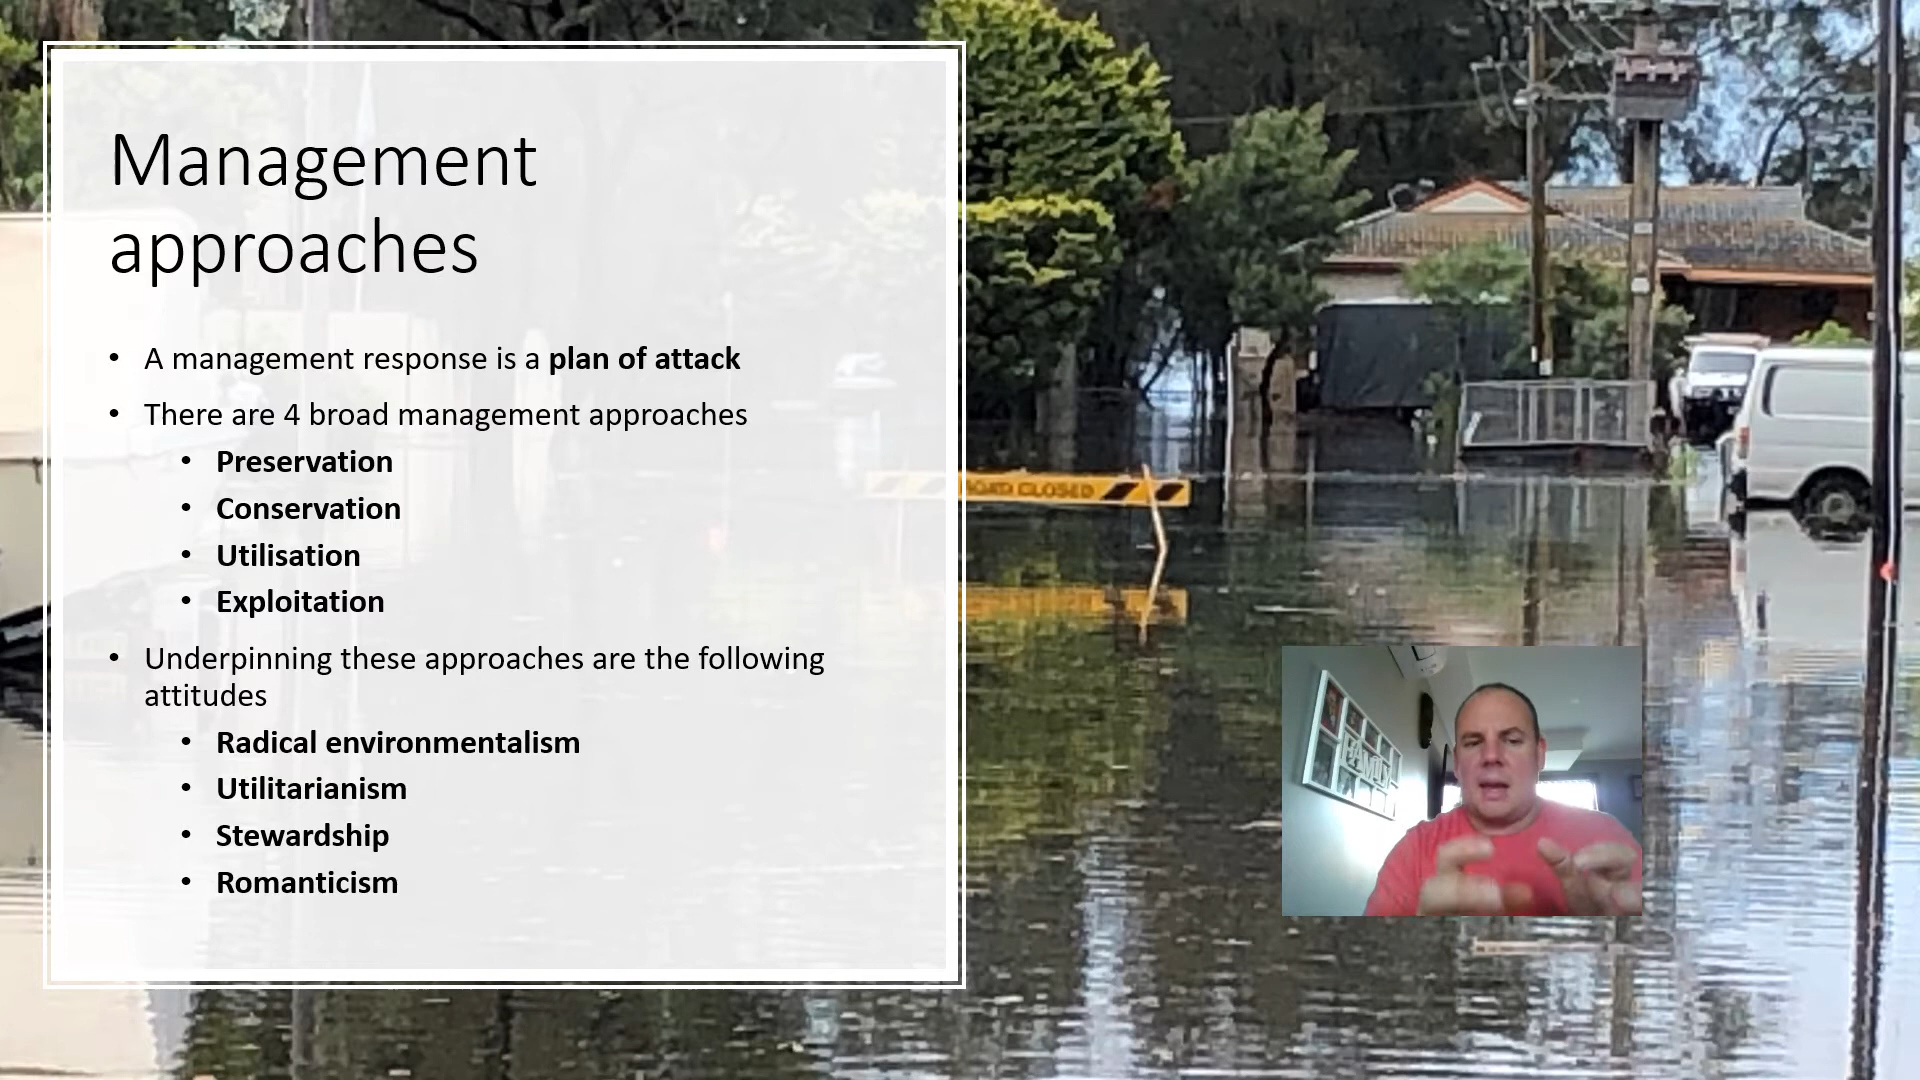 Management
approaches
• A management response is a plan of attack
• There are 4 broad management approaches
• Preservation
• Conservation
• Utilisation
• Exploitation
• Underpinning these approaches are the following
attitudes
• Radical environmentalism
• Utilitarianism
• Stewardship
• Romanticism
ROAD CLOSED
FAMILY